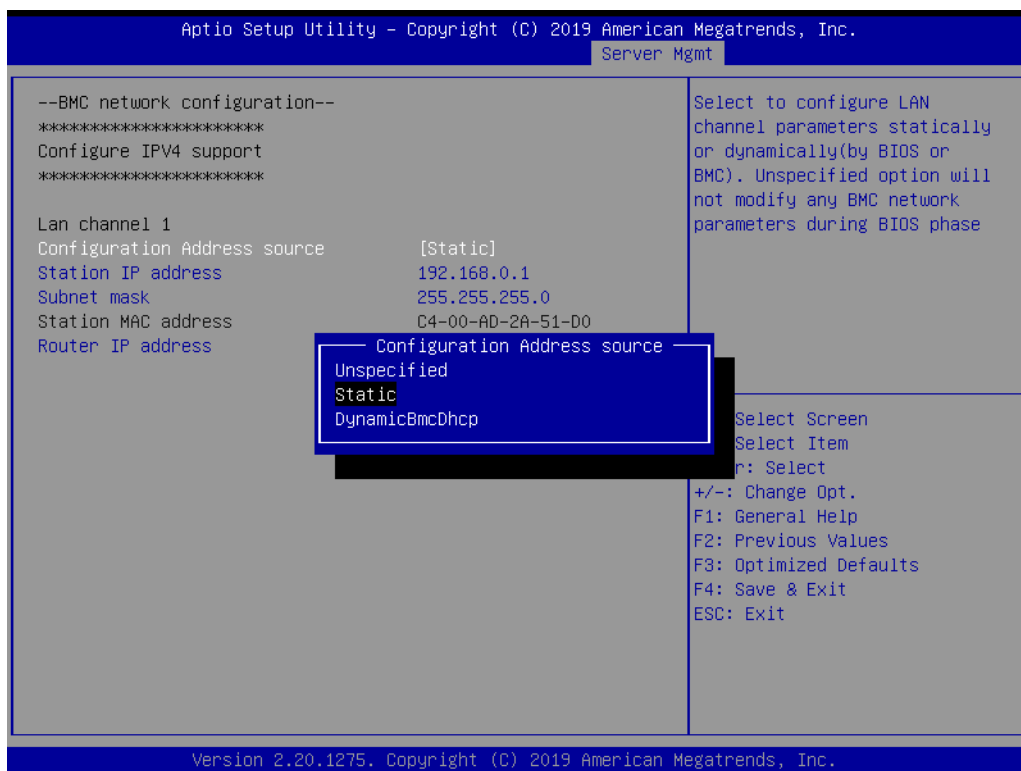 Aptio Setup Utility – Copyright (C) 2019 American Megatrends, Inc.
Server Mgmt
--BMC network configuration--
**********************
Configure IPV4 support
**********************
Lan channel 1
Configuration Address source [Static]
Station IP address 192.168.0.1
Subnet mask 255.255.255.0
Station MAC address C4-00-AD-2A-51-D0
Router IP address
Configuration Address source
Unspecified
Static
DynamicBmcDhcp
Select to configure LAN
channel parameters statically
or dynamically(by BIOS or
BMC). Unspecified option will
not modify any BMC network
parameters during BIOS phase
Select Screen
Select Item
r: Select
+/-: Change Opt.
F1: General Help
F2: Previous Values
F3: Optimized Defaults
F4: Save & Exit
ESC: Exit
Version 2.20.1275. Copyright (C) 2019 American Megatrends, Inc.